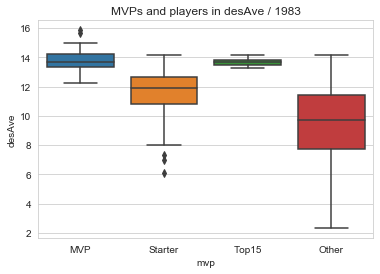 MVPs and players in desAve / 1983
16
14
12
10
8
6
4
2
desAve
MVP Starter Top15 Other
mvp